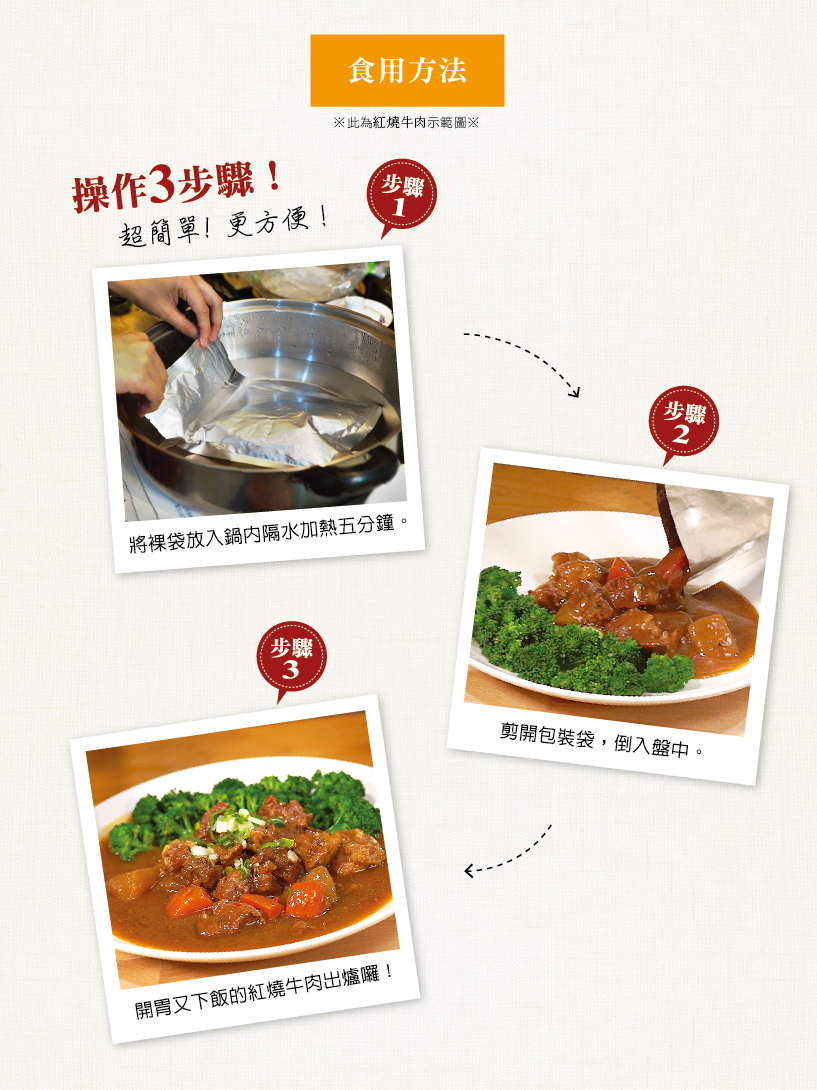 食用方法
※此為紅燒牛肉示範圖※
操作3步驟！
超簡單! 更方便！
步驟
1
將裸袋放入鍋內隔水加熱五分鐘。
步驟
2
剪開包裝袋，倒入盤中。
步驟
3
開胃又下飯的紅燒牛肉出爐囉！